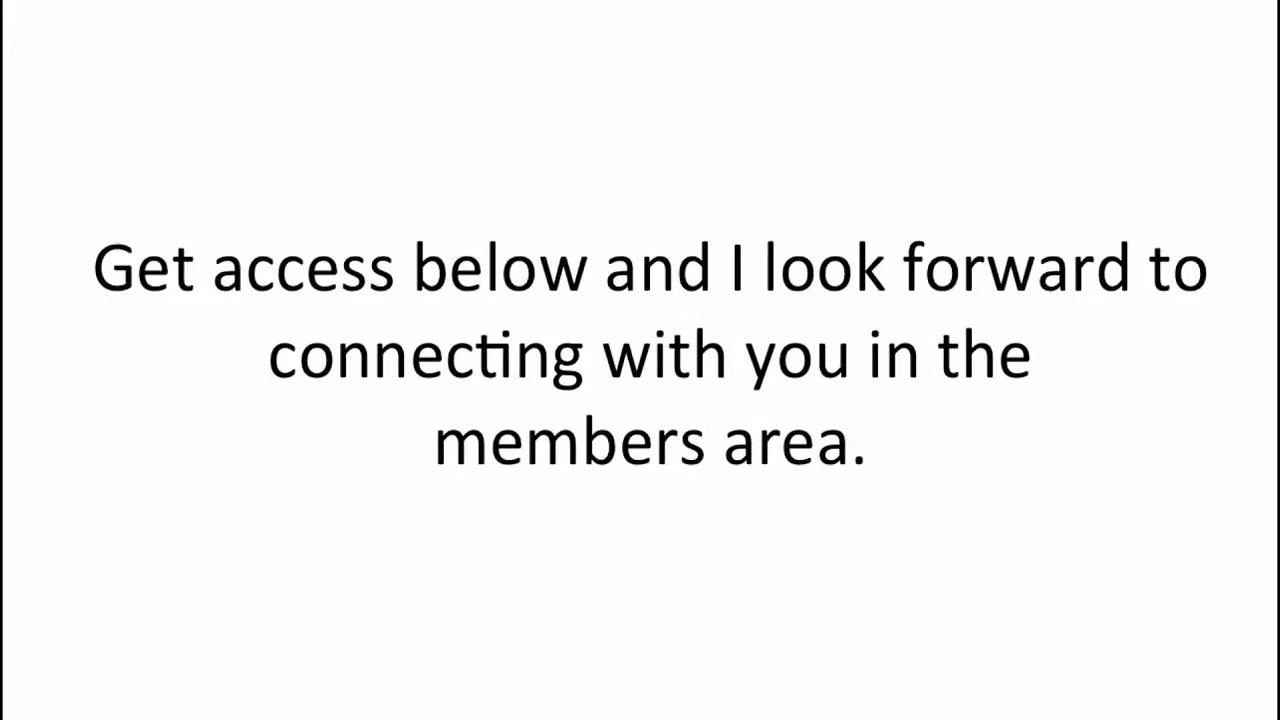 Get access below and I look forward to
connecting with you in the
members area.